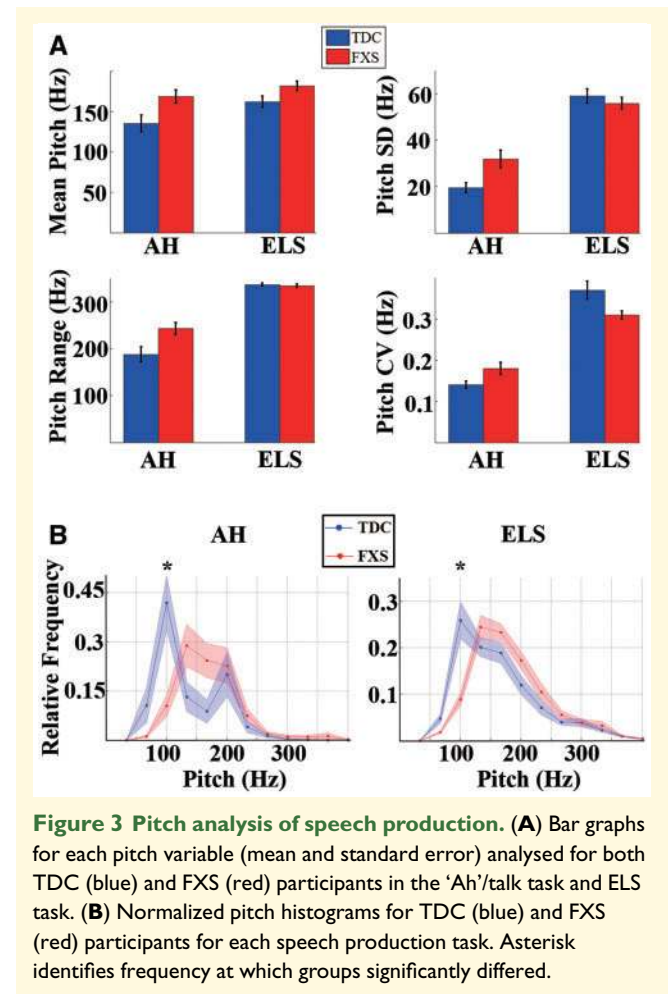 A
TDC
FXS
Mean Pitch (Hz)
150
100
50
AH ELS
Pitch SD (Hz)
60
40
20
AH ELS
Pitch Range (Hz)
300
200
100
AH ELS
Pitch CV (Hz)
0.3
0.2
0.1
AH ELS
B
AH
TDC
FXS
ELS
*
*
Relative Frequency
0.45
0.3
0.15
100 200 300
Pitch (Hz)
0.3
0.2
0.1
100 200 300
Pitch (Hz)
Figure 3 Pitch analysis of speech production. (A) Bar graphs
for each pitch variable (mean and standard error) analysed for both
TDC (blue) and FXS (red) participants in the ‘Ah’/talk task and ELS
task. (B) Normalized pitch histograms for TDC (blue) and FXS
(red) participants for each speech production task. Asterisk
identifies frequency at which groups significantly differed.